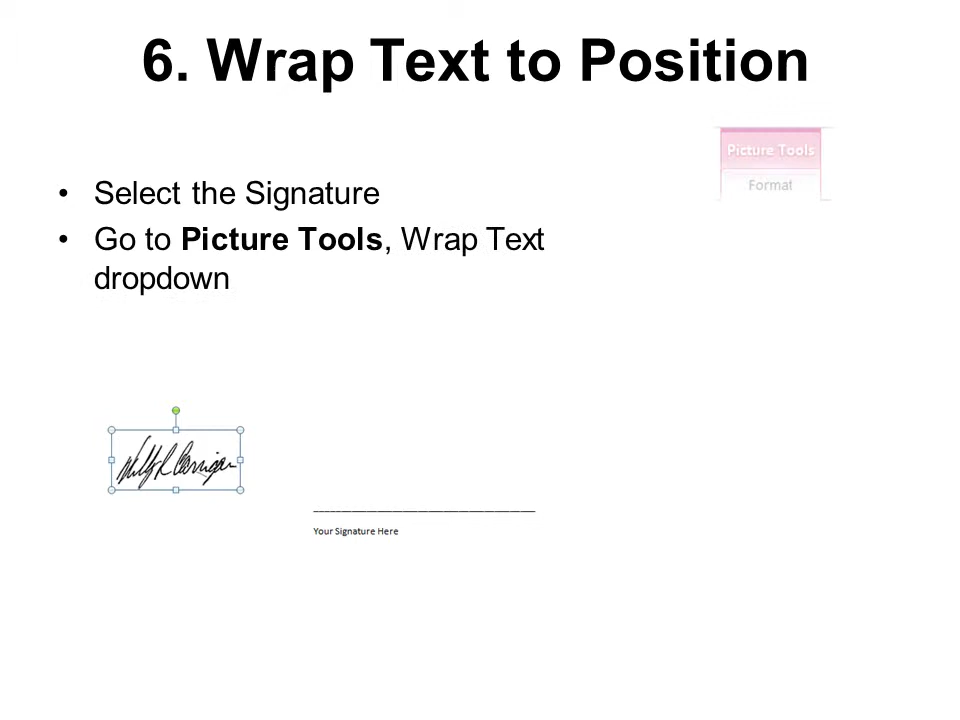 6. Wrap Text to Position
Picture Tools
Format
• Select the Signature
• Go to Picture Tools, Wrap Text
dropdown
Your Signature Here